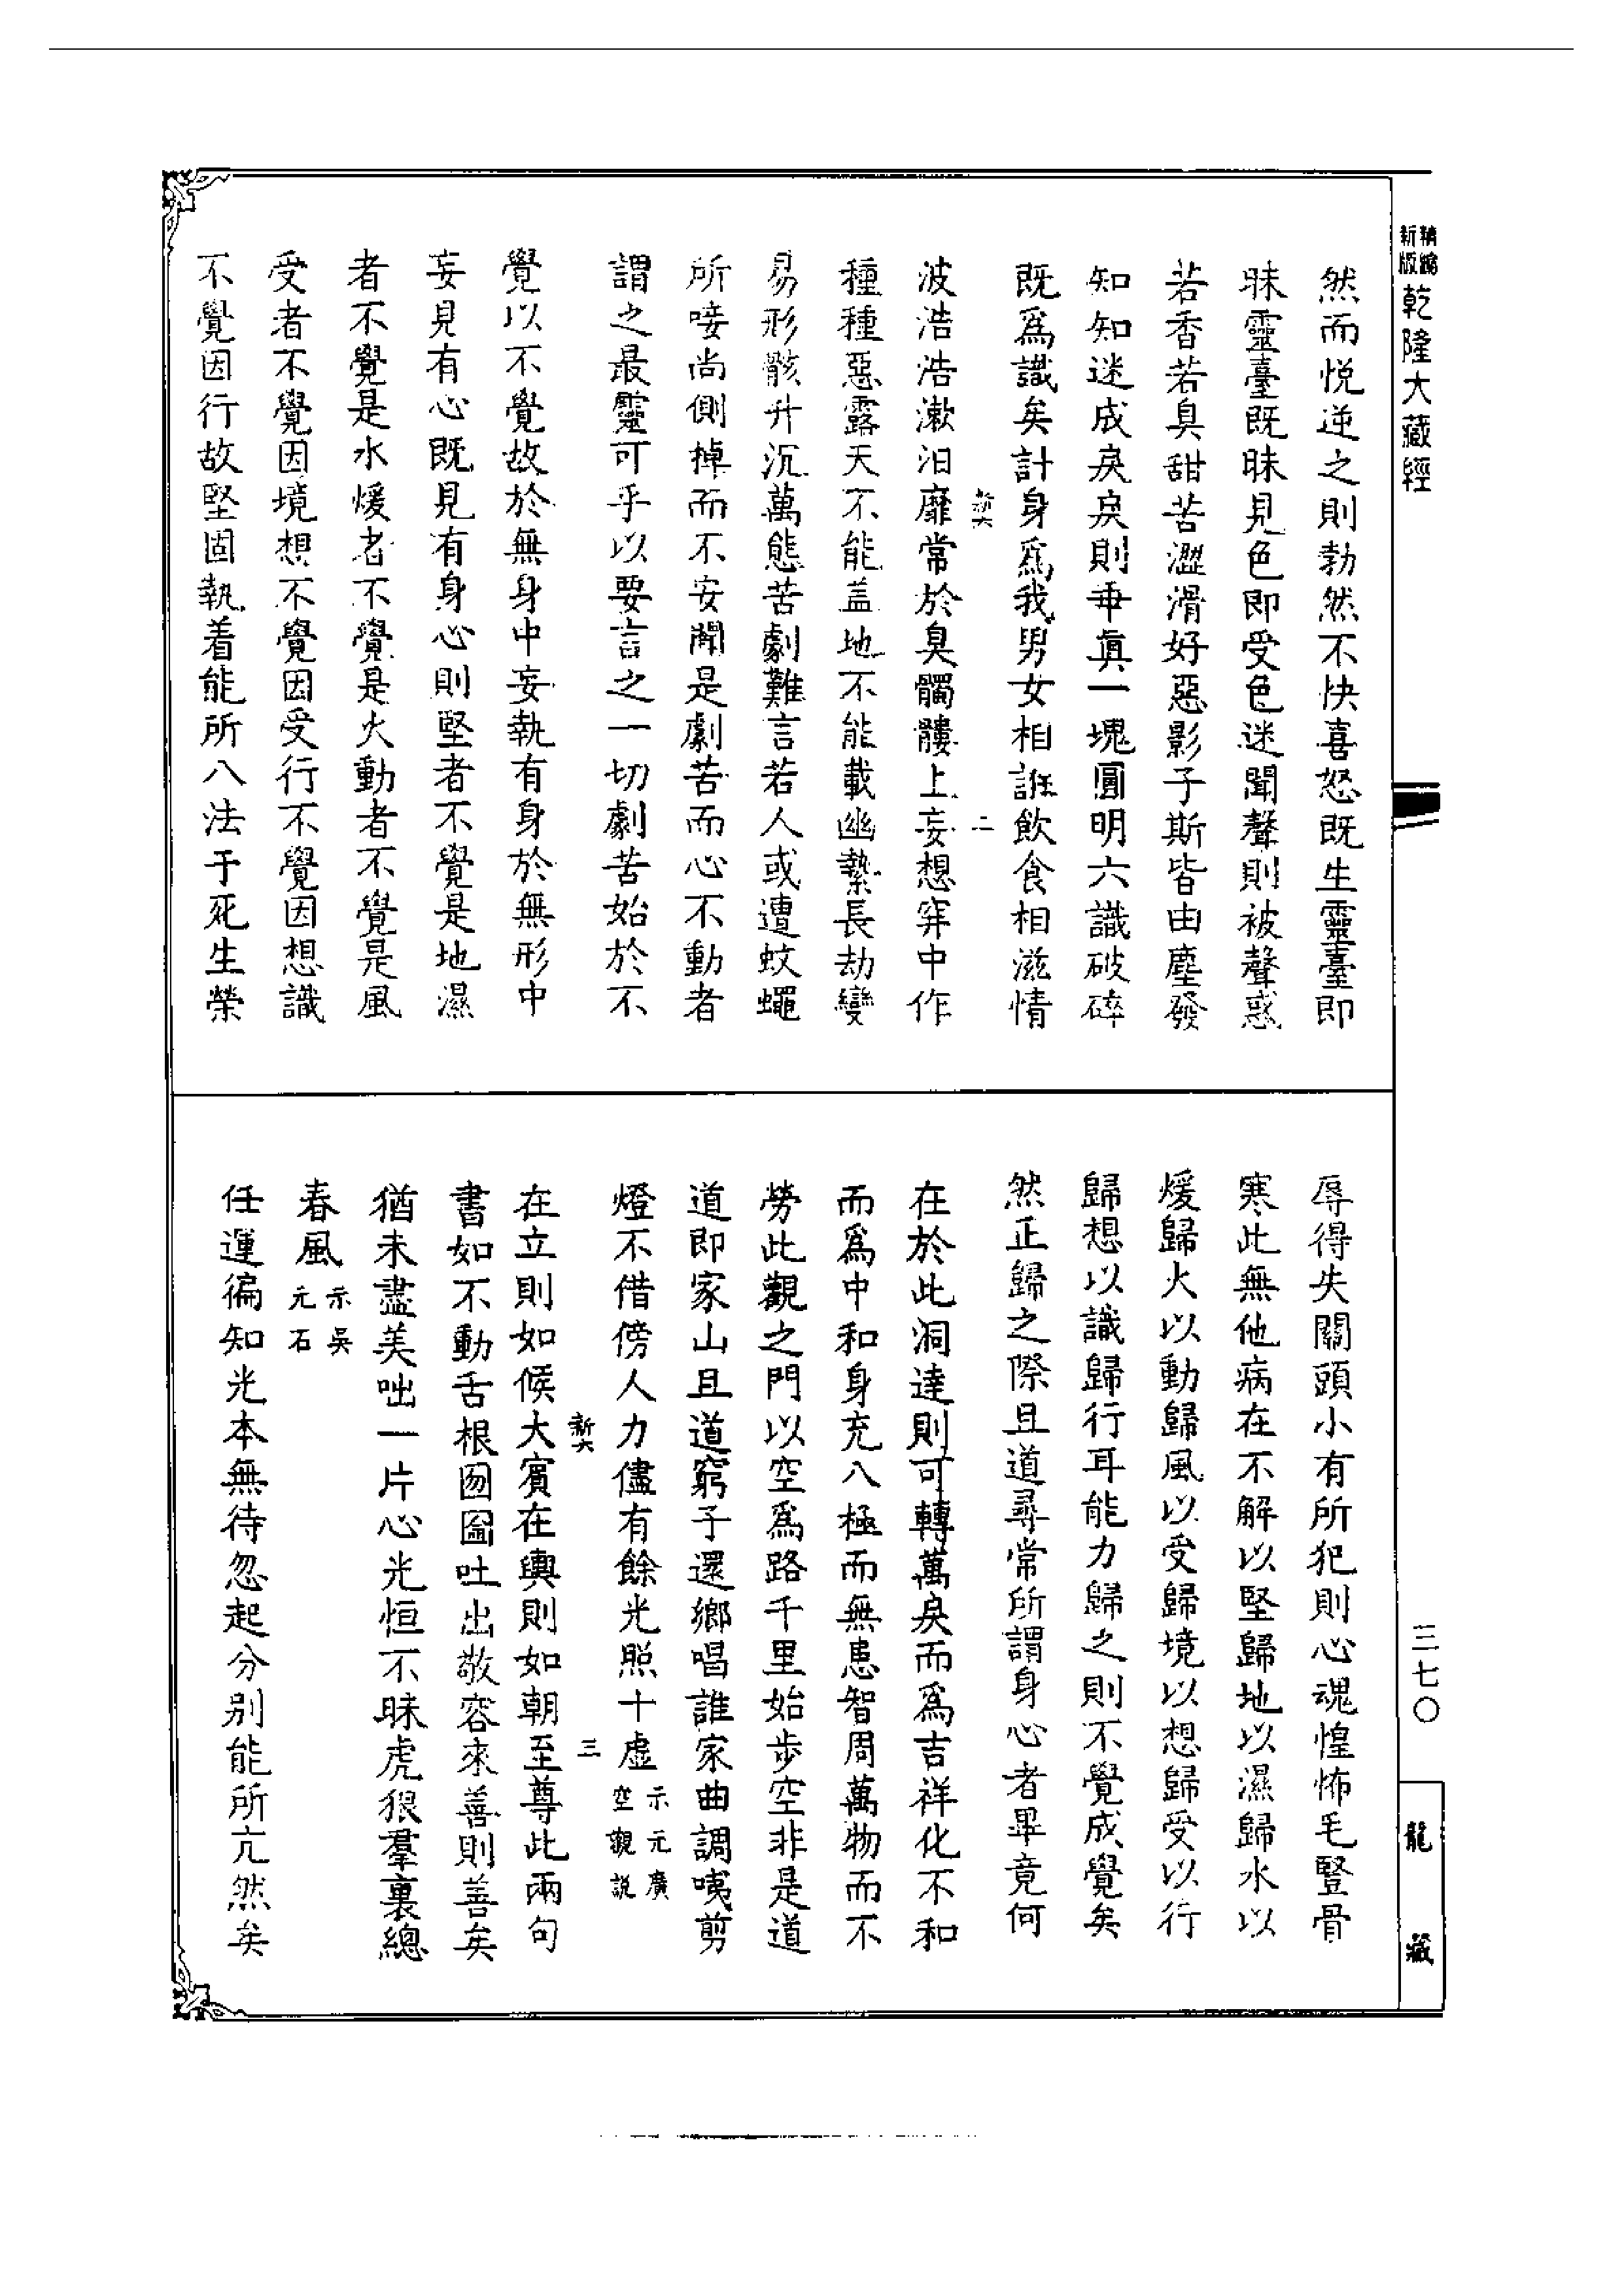 新編縮版乾隆大藏經
然而悅逆之則勃然不快喜怒既生靈臺即
昧靈臺既昧見色即受色迷聞聲則被聲惑
若香若臭甜苦澀滑好惡影子斯皆由塵發
知知迷成戾戾則乖真一塊圓明六識破碎
既為識矣計身為我男女相誑飲食相滋情
新六 二
波浩浩漱汨靡常於臭髑髏上妄想穽中作
種種惡露天不能蓋地不能載幽縶長劫變
易形骸升沉萬態苦劇難言若人或遭蚊蠅
所唼尚側掉而不安聞是劇苦而心不動者
謂之最靈可乎以要言之一切劇苦始於不
覺以不覺故於無身中妄執有身於無形中
妄見有心既見有身心則堅者不覺是地濕
者不覺是水煖者不覺是火動者不覺是風
受者不覺因境想不覺因受行不覺因想識
不覺因行故堅固執着能所八法于死生榮
三七〇
龍藏
辱得失關頭小有所犯則心魂惶怖毛豎骨
寒此無他病在不解以堅歸地以濕歸水以
煖歸火以動歸風以受歸境以想歸受以行
歸想以識歸行耳能力歸之則不覺成覺矣
然正歸之際且道尋常所謂身心者畢竟何
在於此洞達則可轉萬戾而為吉祥化不和
而為中和身充八極而無患智周萬物而不
勞此觀之門以空為路千里始步空非是道
道即家山且道窮子還鄉唱誰家曲調咦剪
燈不借傍人力儘有餘光照十虛示元廣空觀說
新六 三
在立則如候大賓在輿則如朝至尊此兩句
書如不動舌根囫圇吐出敬容來善則善矣
猶未盡美咄一片心光恒不昧虎狼羣裏總
春風示吳元石
任運徧知光本無待忽起分別能所亢然矣